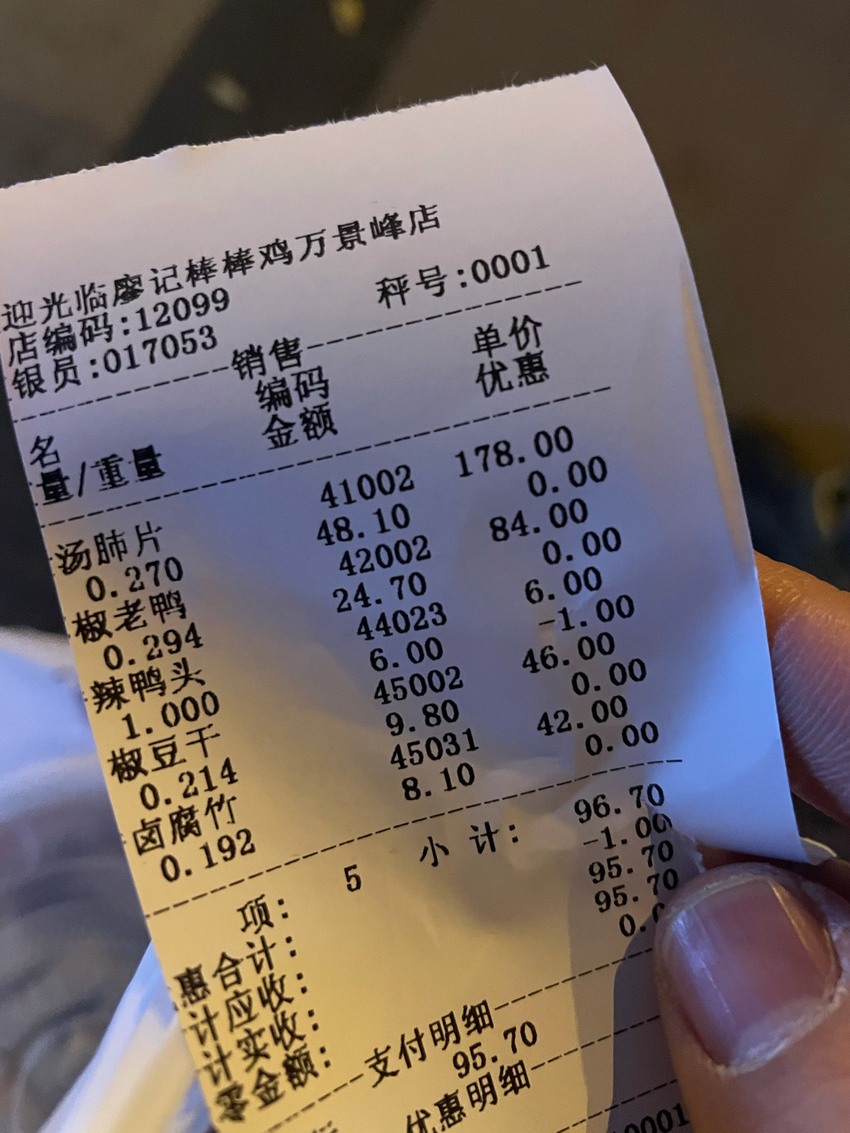 迎光临廖记棒棒鸡万景峰店
店编码:12099 秤号:0001
银员:017053
销售 单价
名 编码 优惠
量/重量 金额
汤肺片 41002 178.00
0.270 48.10 0.00
椒老鸭 42002 84.00
0.294 24.70 0.00
辣鸭头 44023 6.00
1.000 6.00 -1.00
椒豆干 45002 46.00
0.214 9.80 0.00
卤腐竹 45031 42.00
0.192 8.10 0.00
项: 5 小计: 96.70
惠合计: -1.00
计应收: 95.70
计实收: 95.70
零金额:
支付明细
95.70
优惠明细